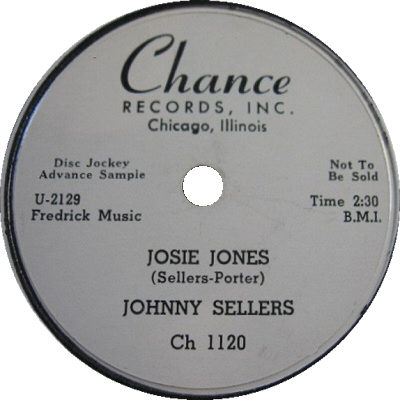 Chance
RECORDS, INC.
Chicago, Illinois
Disc Jockey
Advance Sample
Not To
Be Sold
U-2129
Fredrick Music
Time 2:30
B.M.I.
JOSIE JONES
(Sellers-Porter)
JOHNNY SELLERS
Ch 1120